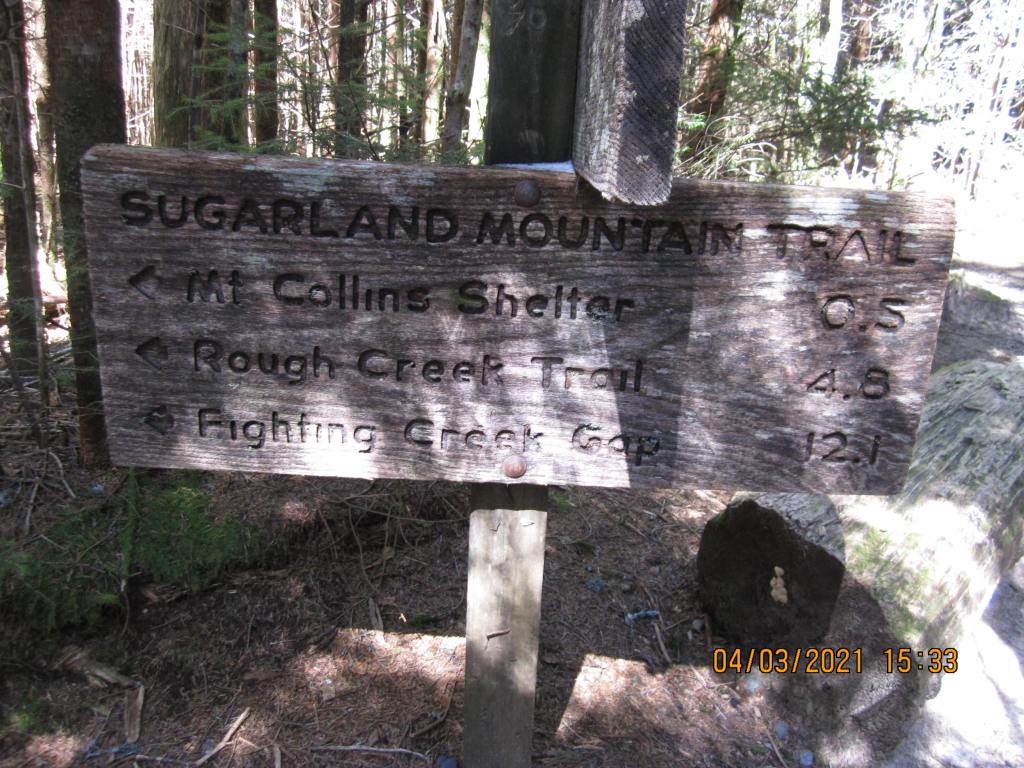 SUGARLAND MOUNTAIN TRAIL
Mt Collins Shelter 0.5
Rough Creek Trail 4.8
Fighting Creek Gap 12.1
04/03/2021 15:33